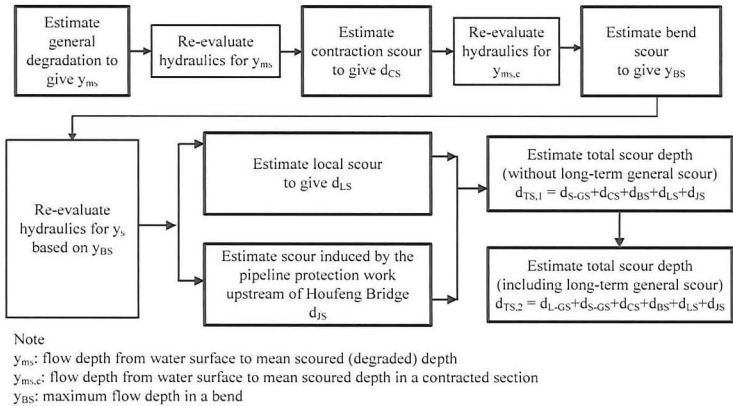 Estimate
general
degradation to
give yms
Re-evaluate
hydraulics for yms
Estimate
contraction scour
to give dCS
Re-evaluate
hydraulics for
yms,c
Estimate bend
scour
to give yBS
Re-evaluate
hydraulics for ys
based on yBS
Estimate local scour
to give dLS
Estimate scour induced by the
pipeline protection work
upstream of Houfeng Bridge
dJS
Estimate total scour depth
(without long-term general scour)
dTS,1 = dS-GS+dCS+dBS+dLS+dJS
Estimate total scour depth
(including long-term general scour)
dTS,2 = dL-GS+dS-GS+dCS+dBS+dLS+dJS
Note
yms: flow depth from water surface to mean scoured (degraded) depth
yms,c: flow depth from water surface to mean scoured depth in a contracted section
yBS: maximum flow depth in a bend